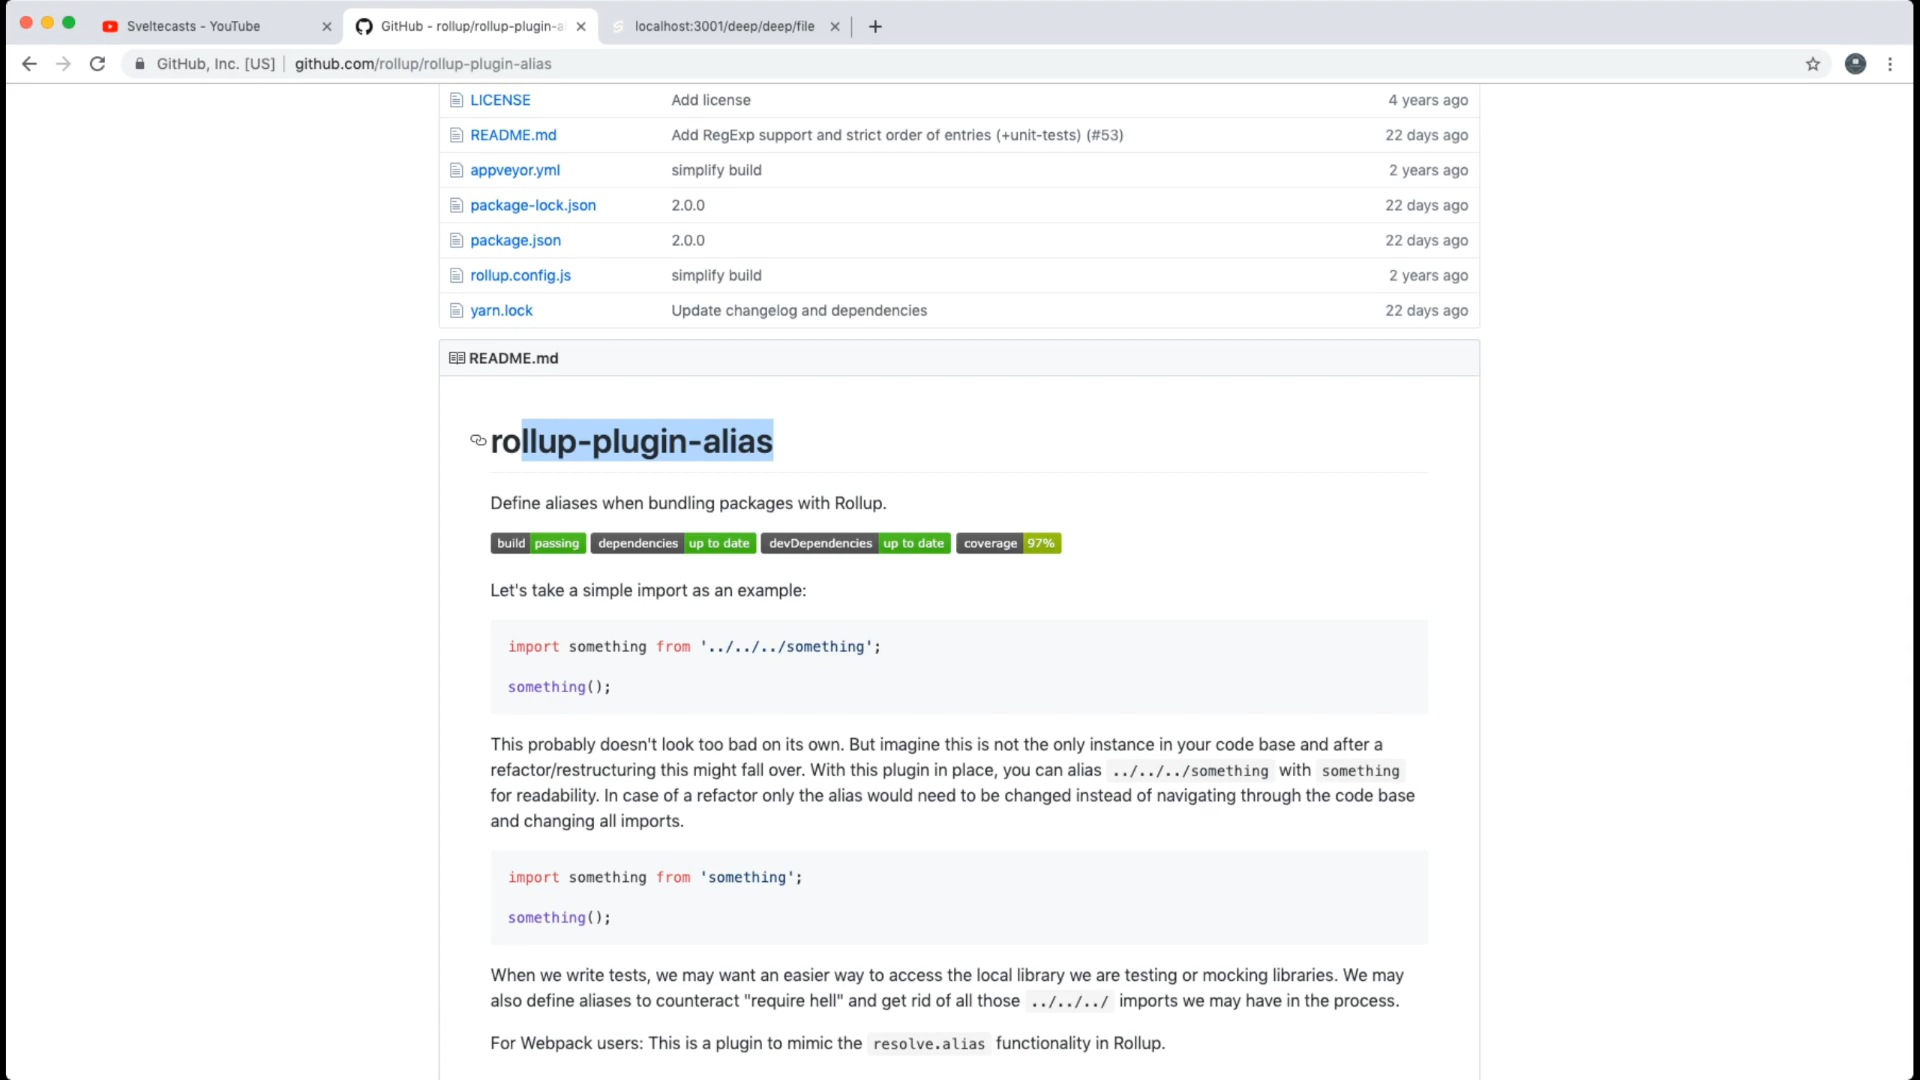 Sveltecasts - YouTube
GitHub - rollup/rollup-plugin-a
localhost:3001/deep/deep/file
GitHub, Inc. [US] | github.com/rollup/rollup-plugin-alias
LICENSE Add license 4 years ago
README.md Add RegExp support and strict order of entries (+unit-tests) (#53) 22 days ago
appveyor.yml simplify build 2 years ago
package-lock.json 2.0.0 22 days ago
package.json 2.0.0 22 days ago
rollup.config.js simplify build 2 years ago
yarn.lock Update changelog and dependencies 22 days ago
README.md
rollup-plugin-alias
Define aliases when bundling packages with Rollup.
build passing dependencies up to date devDependencies up to date coverage 97%
Let's take a simple import as an example:
import something from '../../../something';
something();
This probably doesn't look too bad on its own. But imagine this is not the only instance in your code base and after a
refactor/restructuring this might fall over. With this plugin in place, you can alias ../../../something with something
for readability. In case of a refactor only the alias would need to be changed instead of navigating through the code base
and changing all imports.
import something from 'something';
something();
When we write tests, we may want an easier way to access the local library we are testing or mocking libraries. We may
also define aliases to counteract "require hell" and get rid of all those ../../../ imports we may have in the process.
For Webpack users: This is a plugin to mimic the resolve.alias functionality in Rollup.